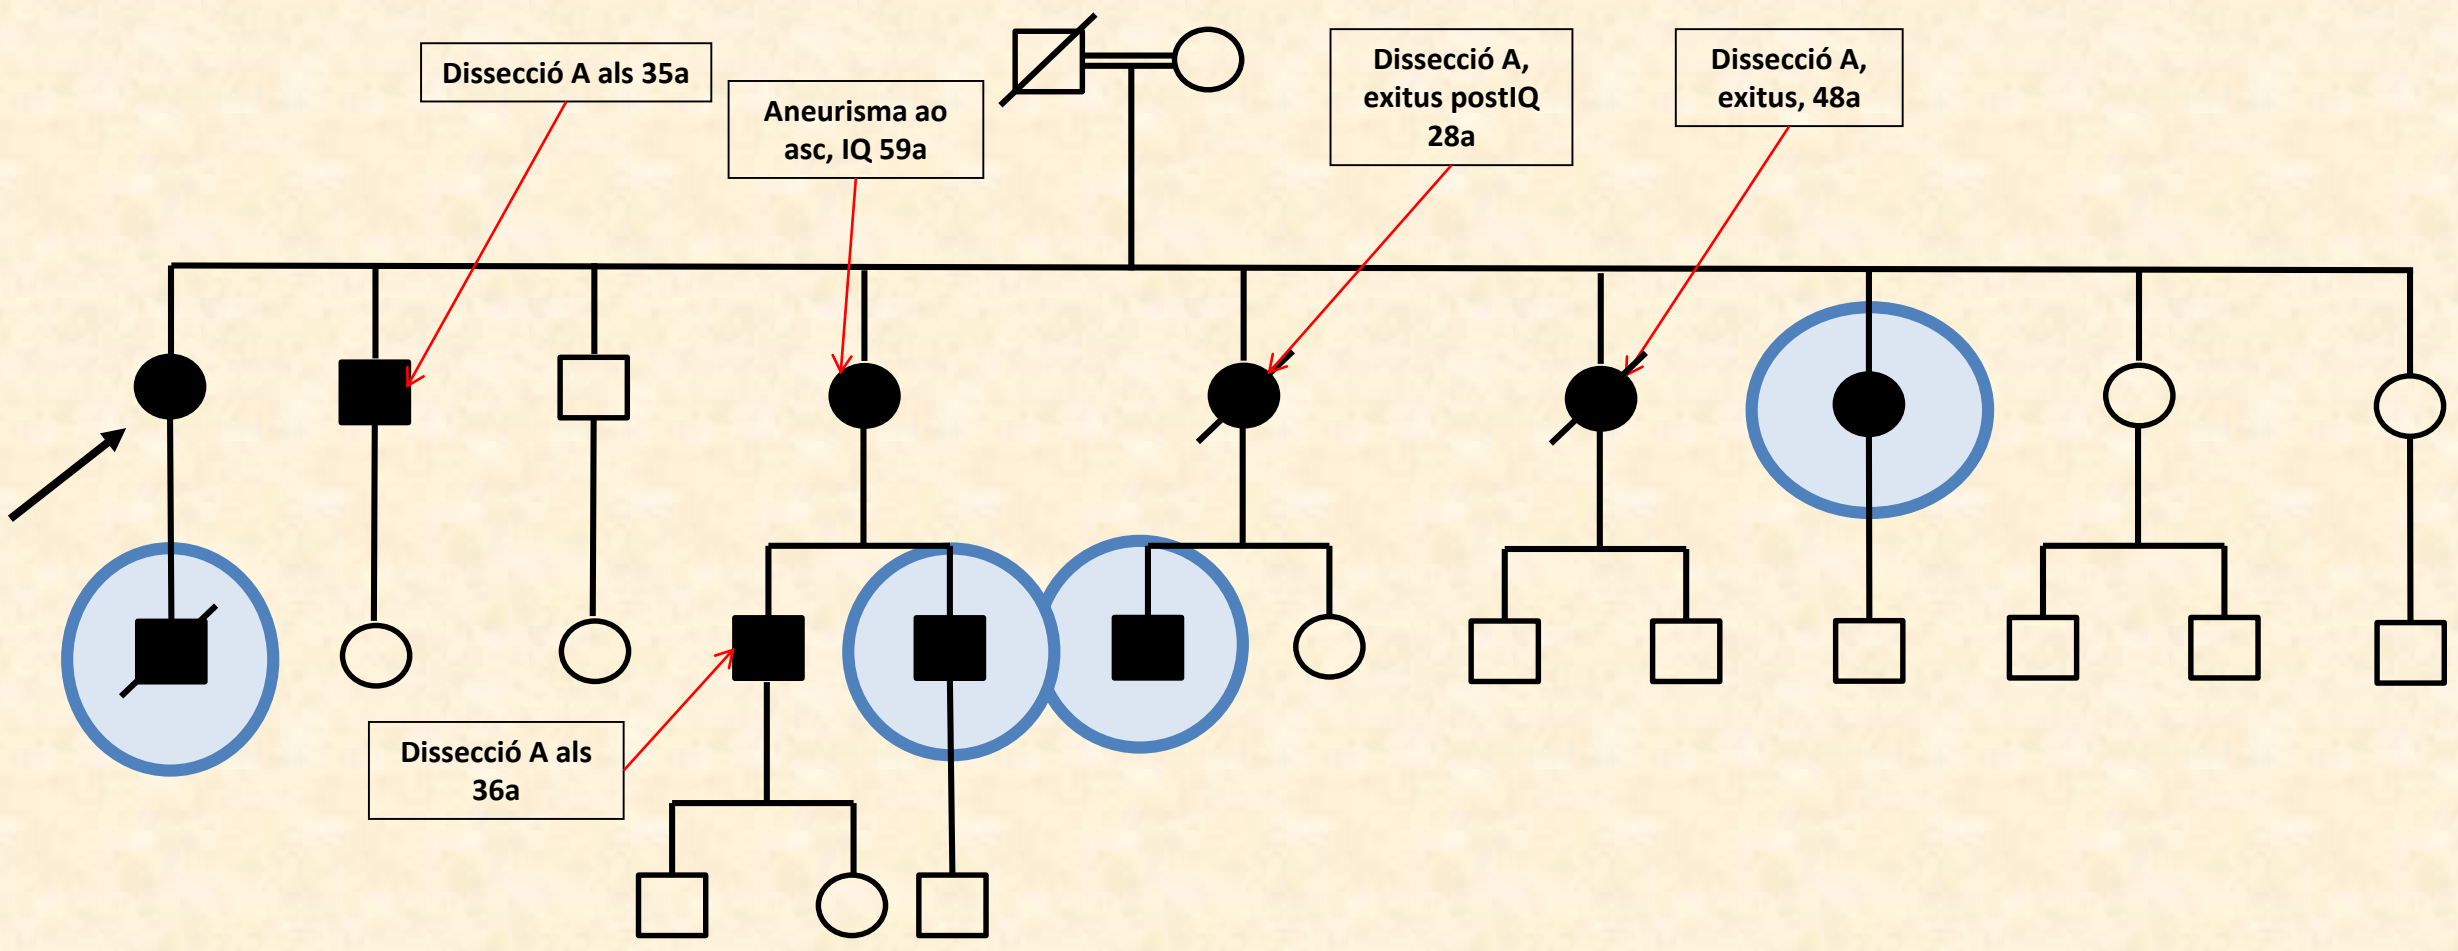 Dissecció A als 35a
Aneurisma ao
asc, IQ 59a
Dissecció A,
exitus postIQ
28a
Dissecció A,
exitus, 48a
Dissecció A als
36a